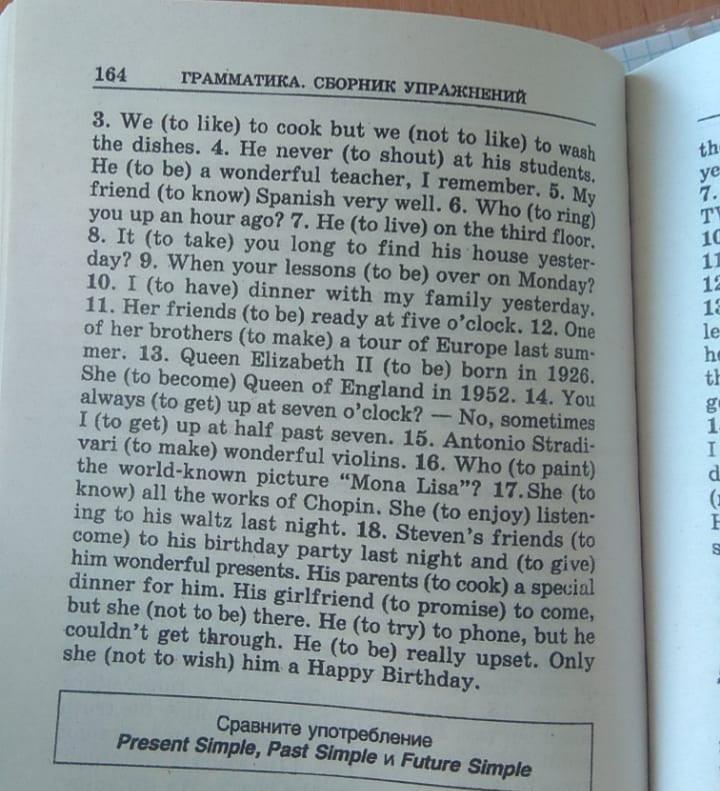 164 ГРАММАТИКА. СБОРНИК УПРАЖНЕНИЙ
3. We (to like) to cook but we (not to like) to wash
the dishes. 4. He never (to shout) at his students.
He (to be) a wonderful teacher, I remember. 5. My
friend (to know) Spanish very well. 6. Who (to ring)
you up an hour ago? 7. He (to live) on the third floor.
8. It (to take) you long to find his house yester-
day? 9. When your lessons (to be) over on Monday?
10. I (to have) dinner with my family yesterday.
11. Her friends (to be) ready at five o'clock. 12. One
of her brothers (to make) a tour of Europe last sum-
mer. 13. Queen Elizabeth II (to be) born in 1926.
She (to become) Queen of England in 1952. 14. You
always (to get) up at seven o'clock? — No, sometimes
I (to get) up at half past seven. 15. Antonio Stradi-
vari (to make) wonderful violins. 16. Who (to paint)
the world-known picture “Mona Lisa”? 17. She (to
know) all the works of Chopin. She (to enjoy) listen-
ing to his waltz last night. 18. Steven's friends (to
come) to his birthday party last night and (to give)
him wonderful presents. His parents (to cook) a special
dinner for him. His girlfriend (to promise) to come,
but she (not to be) there. He (to try) to phone, but he
couldn't get through. He (to be) really upset. Only
she (not to wish) him a Happy Birthday.
Сравните употребление
Present Simple, Past Simple и Future Simple